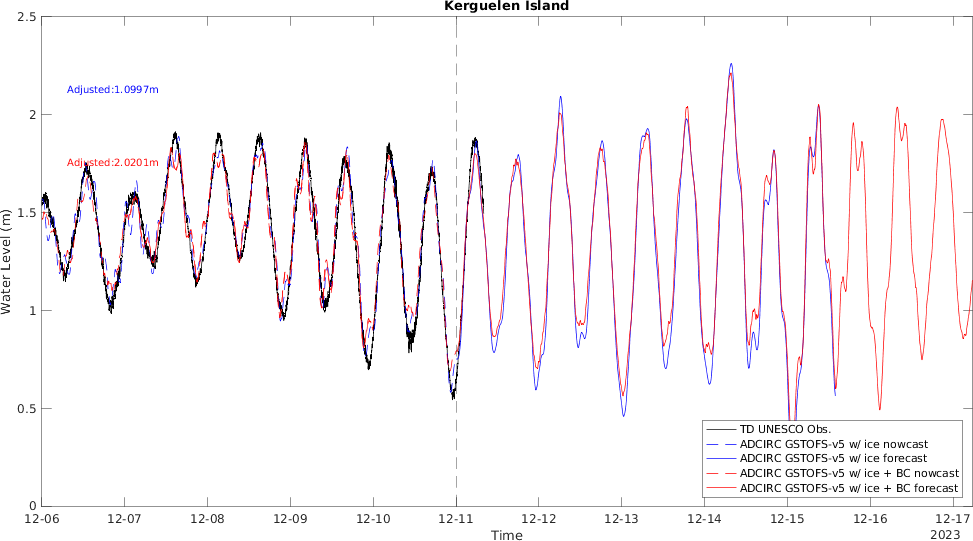 Kerguelen Island
2.5
2
1.5
1
0.5
0
Water Level (m)
Adjusted:1.0997m
Adjusted:2.0201m
TD UNESCO Obs.
ADCIRC GSTOFS-v5 w/ ice nowcast
ADCIRC GSTOFS-v5 w/ ice forecast
ADCIRC GSTOFS-v5 w/ ice + BC nowcast
ADCIRC GSTOFS-v5 w/ ice + BC forecast
12-06 12-07 12-08 12-09 12-10 12-11 12-12 12-13 12-14 12-15 12-16 12-17
Time
2023